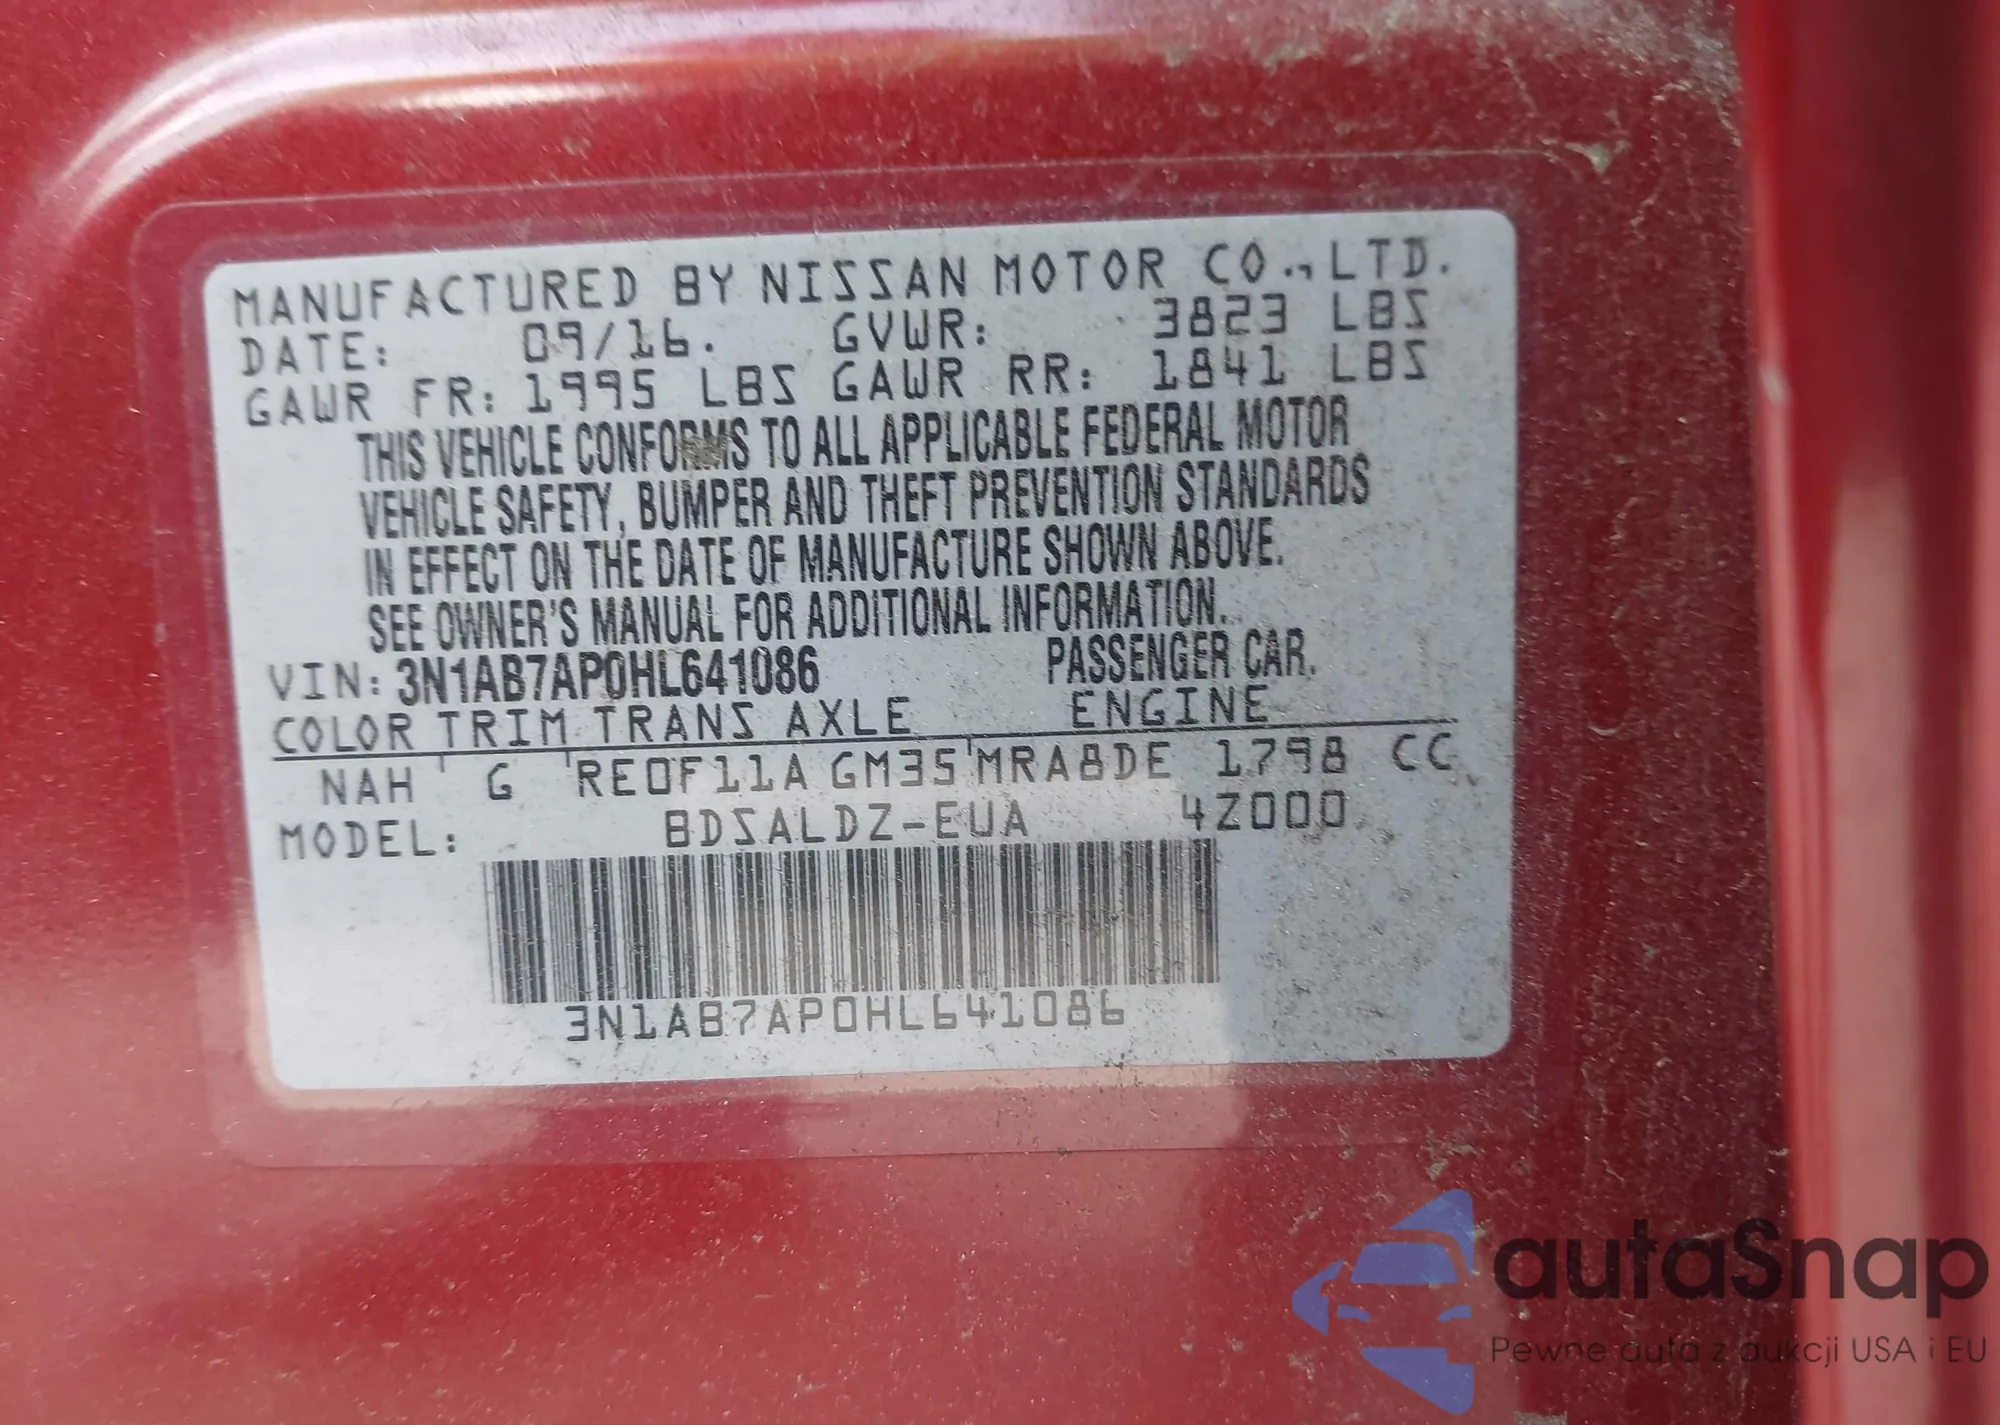 MANUFACTURED BY NISSAN MOTOR CO., LTD.
DATE: 09/16. GVWR: 3823 LBS
GAWR FR: 1995 LBS GAWR RR: 1841 LBS
THIS VEHICLE CONFORMS TO ALL APPLICABLE FEDERAL MOTOR
VEHICLE SAFETY, BUMPER AND THEFT PREVENTION STANDARDS
IN EFFECT ON THE DATE OF MANUFACTURE SHOWN ABOVE.
SEE OWNER'S MANUAL FOR ADDITIONAL INFORMATION.
VIN: 3N1AB7AP0HL641086 PASSENGER CAR.
COLOR TRIM TRANS AXLE ENGINE
NAH G RE0F11A GM35 MRA8DE 1798 CC
MODEL: BDSALDZ-EUA 4Z000
3N1AB7AP0HL641086
autaSnap
Pewne auta z aukcji USA i EU